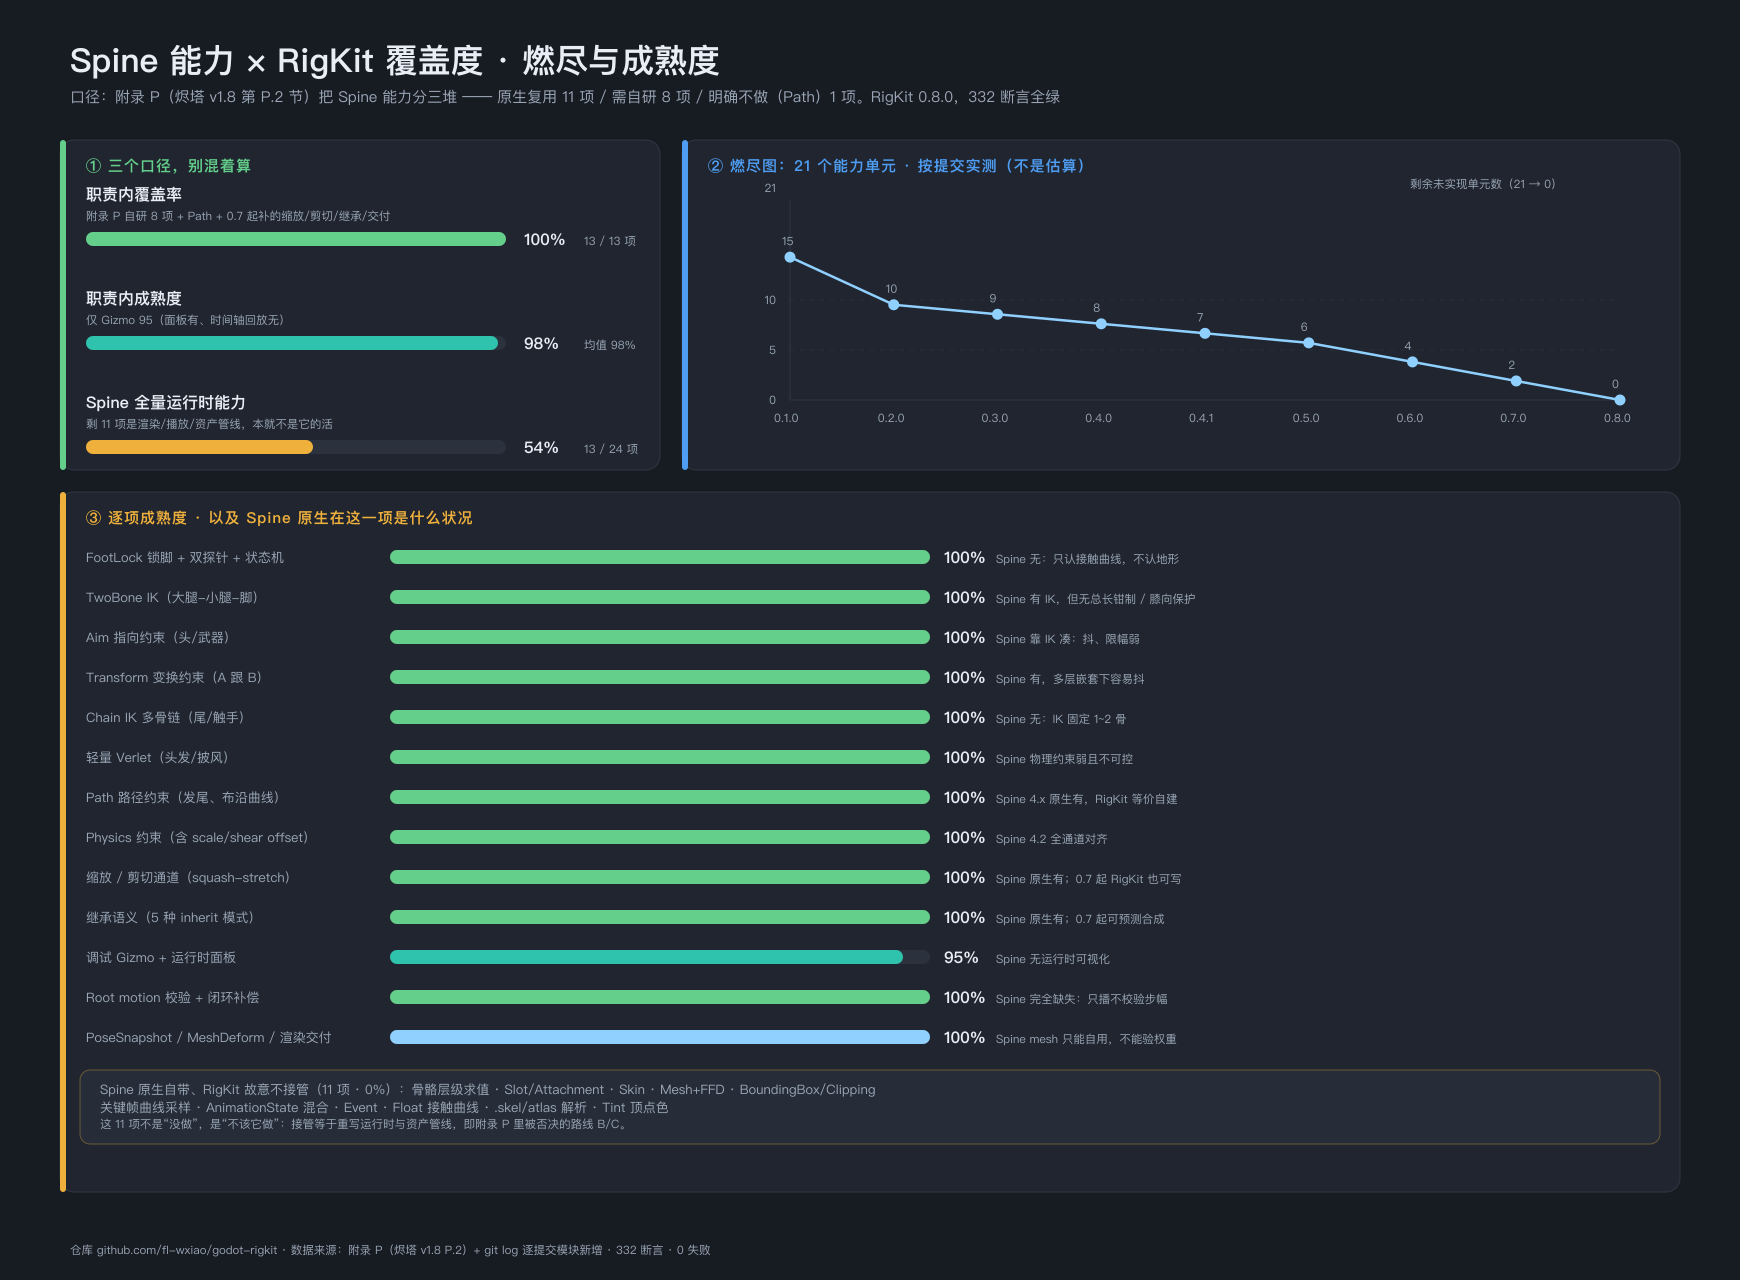 Spine 能力 × RigKit 覆盖度 · 燃尽与成熟度
口径：附录 P（烬塔 v1.8 第 P.2 节）把 Spine 能力分三堆 —— 原生复用 11 项 / 需自研 8 项 / 明确不做（Path）1 项。RigKit 0.8.0，332 断言全绿
① 三个口径，别混着算
职责内覆盖率
附录 P 自研 8 项 + Path + 0.7 起补的缩放/剪切/继承/交付
100% 13 / 13 项
职责内成熟度
仅 Gizmo 95（面板有、时间轴回放无）
98% 均值 98%
Spine 全量运行时能力
剩 11 项是渲染/播放/资产管线，本就不是它的活
54% 13 / 24 项
② 燃尽图：21 个能力单元 · 按提交实测（不是估算）
剩余未实现单元数（21 → 0）
21
10
5
0
15
10
9
8
7
6
4
2
0
0.1.0 0.2.0 0.3.0 0.4.0 0.4.1 0.5.0 0.6.0 0.7.0 0.8.0
③ 逐项成熟度 · 以及 Spine 原生在这一项是什么状况
FootLock 锁脚 + 双探针 + 状态机 100% Spine 无：只认接触曲线，不认地形
TwoBone IK（大腿–小腿–脚） 100% Spine 有 IK，但无总长钳制 / 膝向保护
Aim 指向约束（头/武器） 100% Spine 靠 IK 凑：抖、限幅弱
Transform 变换约束（A 跟 B） 100% Spine 有，多层嵌套下容易抖
Chain IK 多骨链（尾/触手） 100% Spine 无：IK 固定 1~2 骨
轻量 Verlet（头发/披风） 100% Spine 物理约束弱且不可控
Path 路径约束（发尾、布沿曲线） 100% Spine 4.x 原生有，RigKit 等价自建
Physics 约束（含 scale/shear offset） 100% Spine 4.2 全通道对齐
缩放 / 剪切通道（squash–stretch） 100% Spine 原生有；0.7 起 RigKit 也可写
继承语义（5 种 inherit 模式） 100% Spine 原生有；0.7 起可预测合成
调试 Gizmo + 运行时面板 95% Spine 无运行时可视化
Root motion 校验 + 闭环补偿 100% Spine 完全缺失：只播不校验步幅
PoseSnapshot / MeshDeform / 渲染交付 100% Spine mesh 只能自用，不能验权重
Spine 原生自带、RigKit 故意不接管（11 项 · 0%）：骨骼层级求值 · Slot/Attachment · Skin · Mesh+FFD · BoundingBox/Clipping
关键帧曲线采样 · AnimationState 混合 · Event · Float 接触曲线 · .skel/atlas 解析 · Tint 顶点色
这 11 项不是“没做”，是“不该它做”：接管等于重写运行时与资产管线，即附录 P 里被否决的路线 B/C。
仓库 github.com/fl-wxiao/godot-rigkit · 数据来源：附录 P（烬塔 v1.8 P.2）+ git log 逐提交模块新增 · 332 断言 · 0 失败